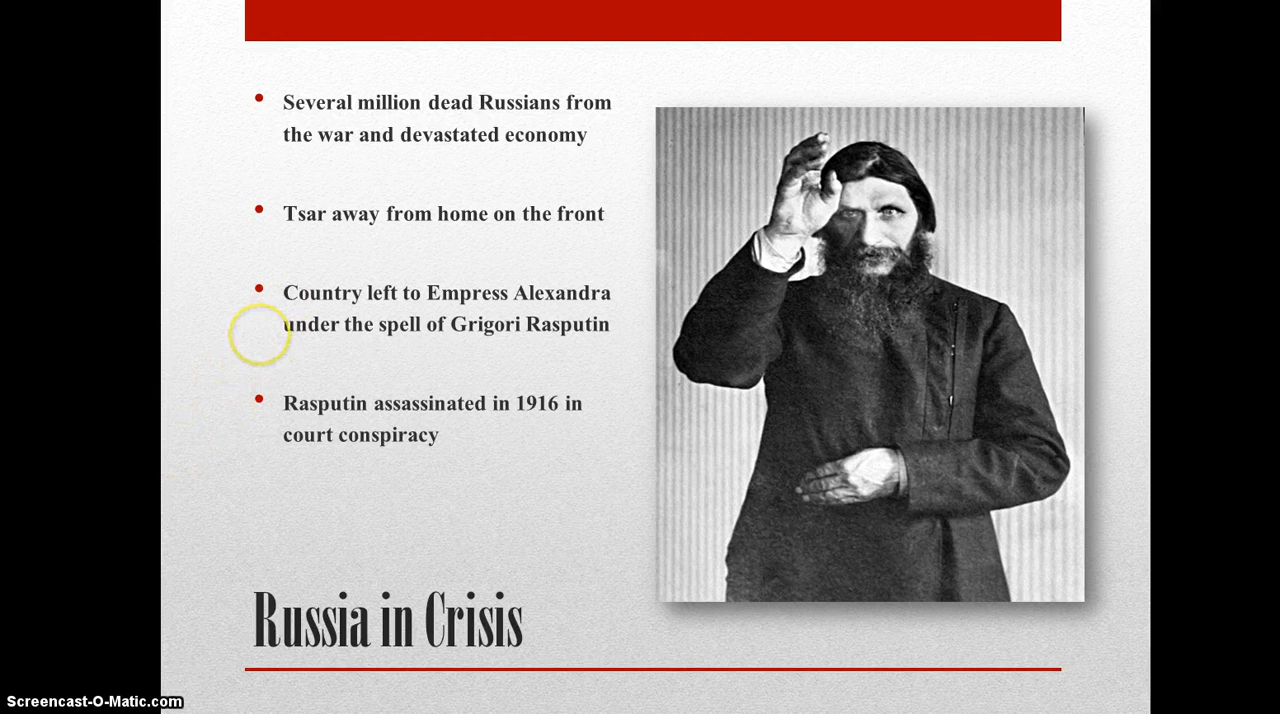 Several million dead Russians from
the war and devastated economy
Tsar away from home on the front
Country left to Empress Alexandra
under the spell of Grigori Rasputin
Rasputin assassinated in 1916 in
court conspiracy
Russia in Crisis
Screencast-O-Matic.com